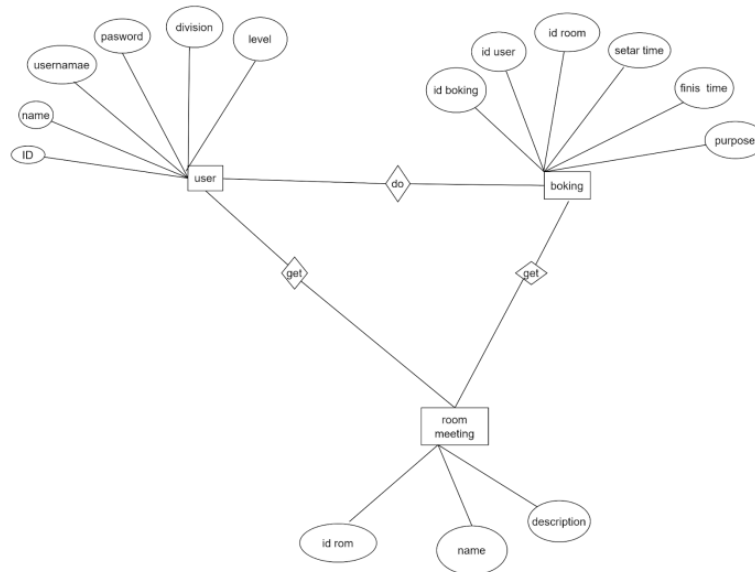 division
pasword
level
usernamae
name
ID
user
id room
id user
setar time
id boking
finis time
purpose
do
boking
get
get
room
meeting
id rom
name
description